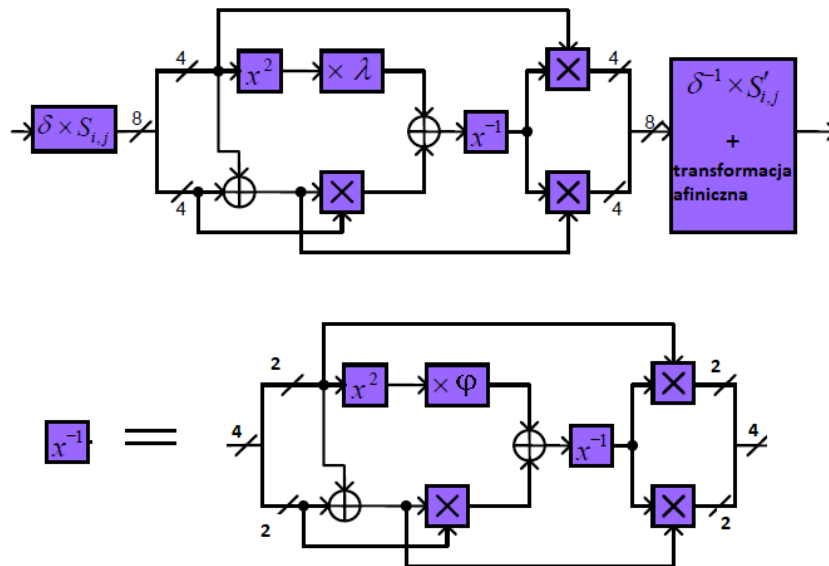 4
x²
× λ
4
δ × S_{i,j}
8
x⁻¹
8
δ⁻¹ × S′_{i,j}
+
transformacja
afiniczna
×
×
4
4
×
2
x²
× φ
×
2
x⁻¹ =
4
x⁻¹
4
2
×
×
2